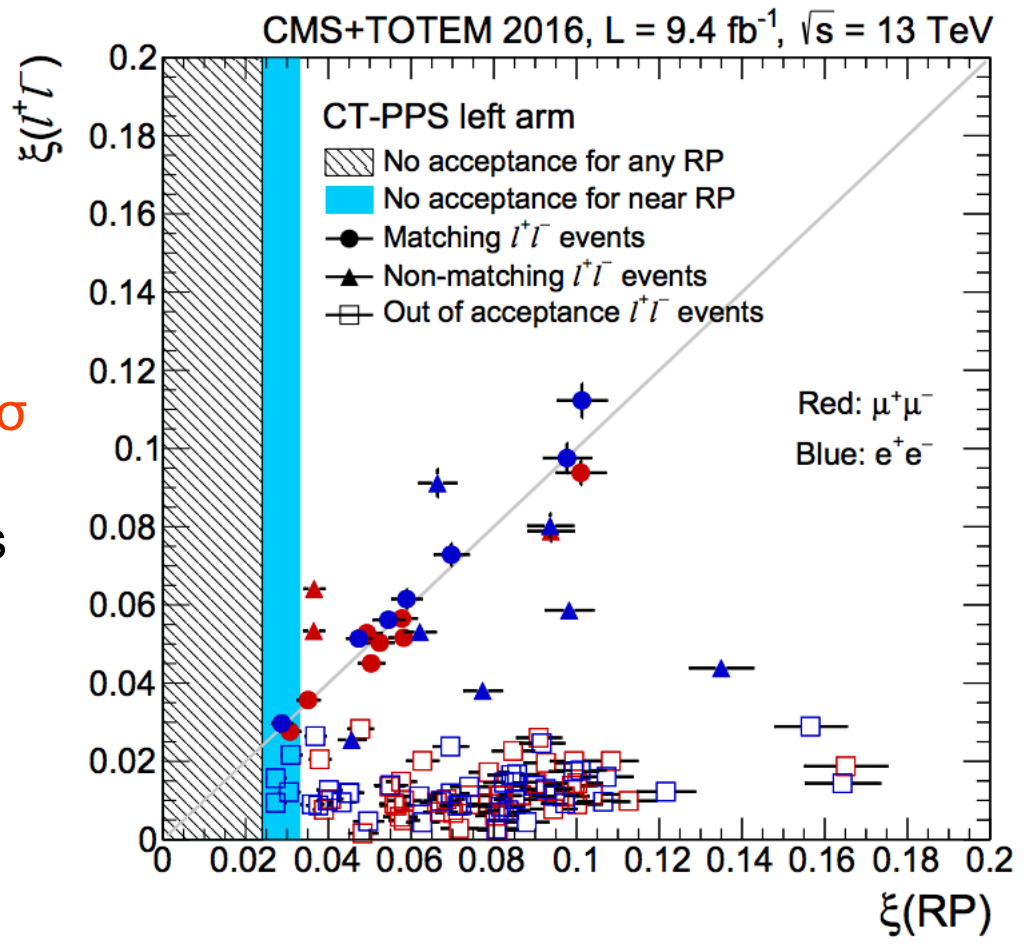 CMS+TOTEM 2016, L = 9.4 fb⁻¹, √s = 13 TeV
ξ(l⁺l⁻)
0.2
0.18
0.16
0.14
0.12
0.1
0.08
0.06
0.04
0.02
0
CT-PPS left arm
No acceptance for any RP
No acceptance for near RP
Matching l⁺l⁻ events
Non-matching l⁺l⁻ events
Out of acceptance l⁺l⁻ events
Red: μ⁺μ⁻
Blue: e⁺e⁻
σ
s
0 0.02 0.04 0.06 0.08 0.1 0.12 0.14 0.16 0.18 0.2
ξ(RP)